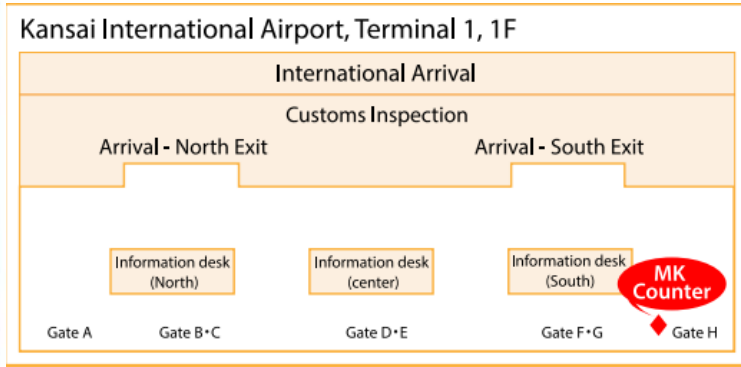 Kansai International Airport, Terminal 1, 1F
International Arrival
Customs Inspection
Arrival - North Exit
Arrival - South Exit
Information desk
(North)
Information desk
(center)
Information desk
(South)
MK
Counter
Gate A
Gate B・C
Gate D・E
Gate F・G
Gate H